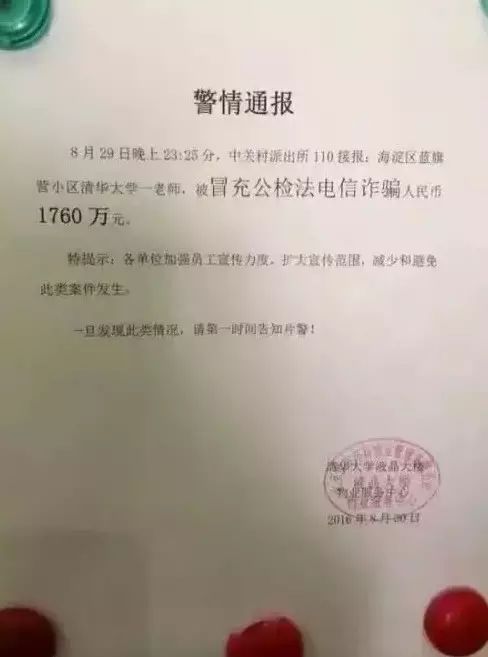 警情通报
8月29日晚上23:25分，中关村派出所110接报：海淀区蓝旗
营小区清华大学一老师，被冒充公检法电信诈骗人民币
1760万元。
特提示：各单位加强员工宣传力度，扩大宣传范围，减少和避免
此类案件发生。
一旦发现此类情况，请第一时间告知片警！
清华大学液晶大楼
物业服务中心
2016年8月30日